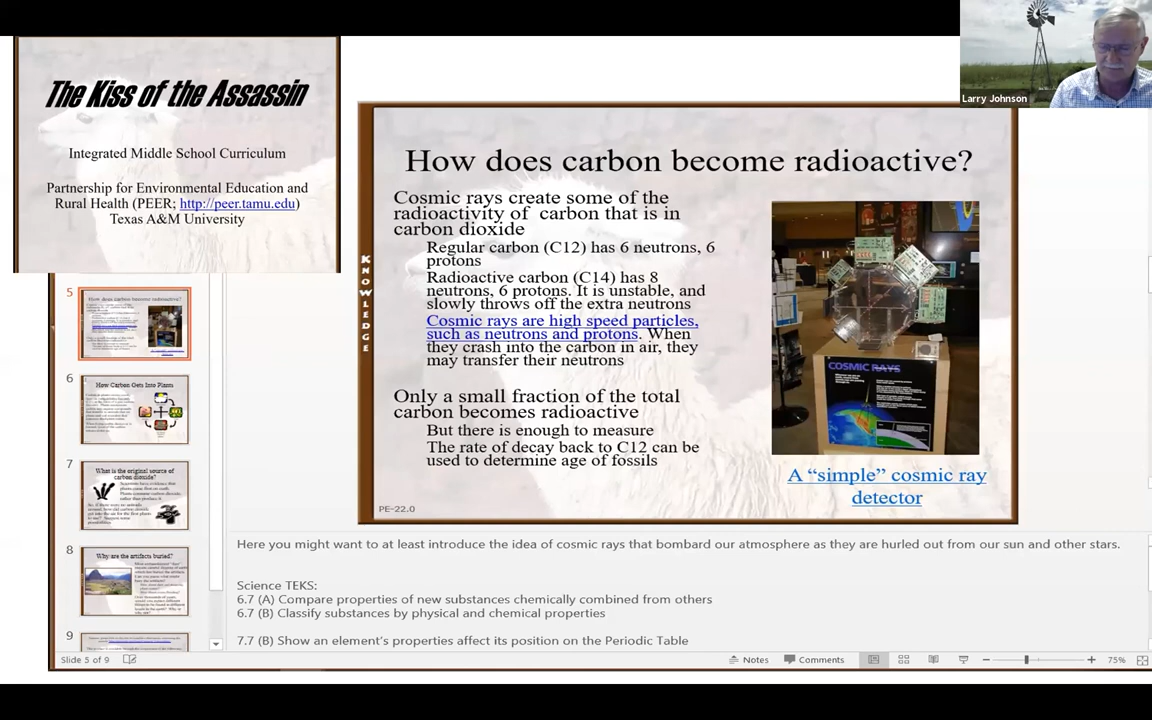 The Kiss of the Assassin
Integrated Middle School Curriculum
Partnership for Environmental Education and
Rural Health (PEER; http://peer.tamu.edu)
Texas A&M University
Larry Johnson
How does carbon become radioactive?
Cosmic rays create some of the
radioactivity of carbon that is in
carbon dioxide
Regular carbon (C12) has 6 neutrons, 6
protons
Radioactive carbon (C14) has 8
neutrons, 6 protons. It is unstable, and
slowly throws off the extra neutrons
Cosmic rays are high speed particles,
such as neutrons and protons. When
they crash into the carbon in air, they
may transfer their neutrons
Only a small fraction of the total
carbon becomes radioactive
But there is enough to measure
The rate of decay back to C12 can be
used to determine age of fossils
KNOWLEDGE
COSMIC RAYS
A “simple” cosmic ray
detector
PE-22.0
5
How does carbon become radioactive?
6
How Carbon Gets Into Plants
7
What is the original source of
carbon dioxide?
8
Why are the artifacts buried?
9
Here you might want to at least introduce the idea of cosmic rays that bombard our atmosphere as they are hurled out from our sun and other stars.
Science TEKS:
6.7 (A) Compare properties of new substances chemically combined from others
6.7 (B) Classify substances by physical and chemical properties
7.7 (B) Show an element’s properties affect its position on the Periodic Table
Slide 5 of 9
Notes
Comments
75%